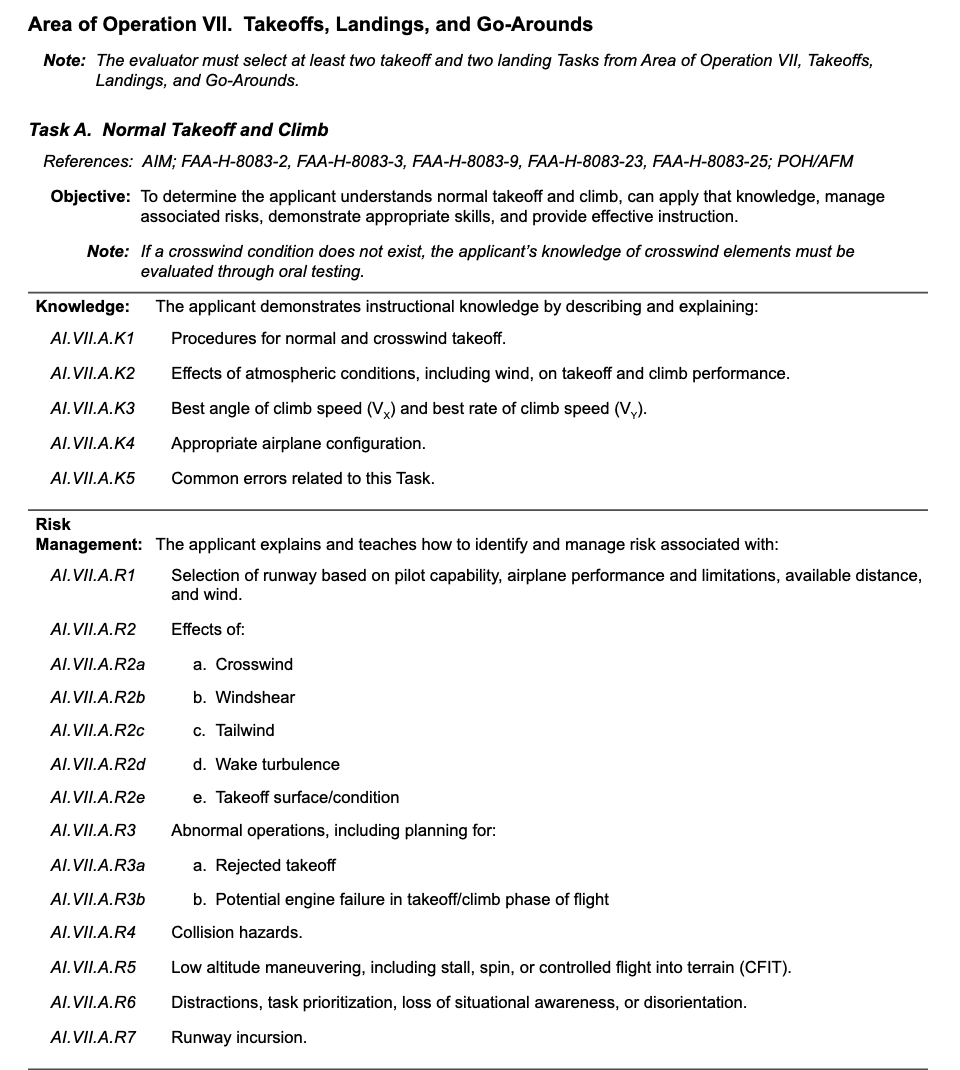 Area of Operation VII. Takeoffs, Landings, and Go-Arounds
Note: The evaluator must select at least two takeoff and two landing Tasks from Area of Operation VII, Takeoffs,
Landings, and Go-Arounds.
Task A. Normal Takeoff and Climb
References: AIM; FAA-H-8083-2, FAA-H-8083-3, FAA-H-8083-9, FAA-H-8083-23, FAA-H-8083-25; POH/AFM
Objective: To determine the applicant understands normal takeoff and climb, can apply that knowledge, manage
associated risks, demonstrate appropriate skills, and provide effective instruction.
Note: If a crosswind condition does not exist, the applicant's knowledge of crosswind elements must be
evaluated through oral testing.
Knowledge: The applicant demonstrates instructional knowledge by describing and explaining:
AI.VII.A.K1 Procedures for normal and crosswind takeoff.
AI.VII.A.K2 Effects of atmospheric conditions, including wind, on takeoff and climb performance.
AI.VII.A.K3 Best angle of climb speed (VX) and best rate of climb speed (VY).
AI.VII.A.K4 Appropriate airplane configuration.
AI.VII.A.K5 Common errors related to this Task.
Risk
Management: The applicant explains and teaches how to identify and manage risk associated with:
AI.VII.A.R1 Selection of runway based on pilot capability, airplane performance and limitations, available distance,
and wind.
AI.VII.A.R2 Effects of:
AI.VII.A.R2a a. Crosswind
AI.VII.A.R2b b. Windshear
AI.VII.A.R2c c. Tailwind
AI.VII.A.R2d d. Wake turbulence
AI.VII.A.R2e e. Takeoff surface/condition
AI.VII.A.R3 Abnormal operations, including planning for:
AI.VII.A.R3a a. Rejected takeoff
AI.VII.A.R3b b. Potential engine failure in takeoff/climb phase of flight
AI.VII.A.R4 Collision hazards.
AI.VII.A.R5 Low altitude maneuvering, including stall, spin, or controlled flight into terrain (CFIT).
AI.VII.A.R6 Distractions, task prioritization, loss of situational awareness, or disorientation.
AI.VII.A.R7 Runway incursion.